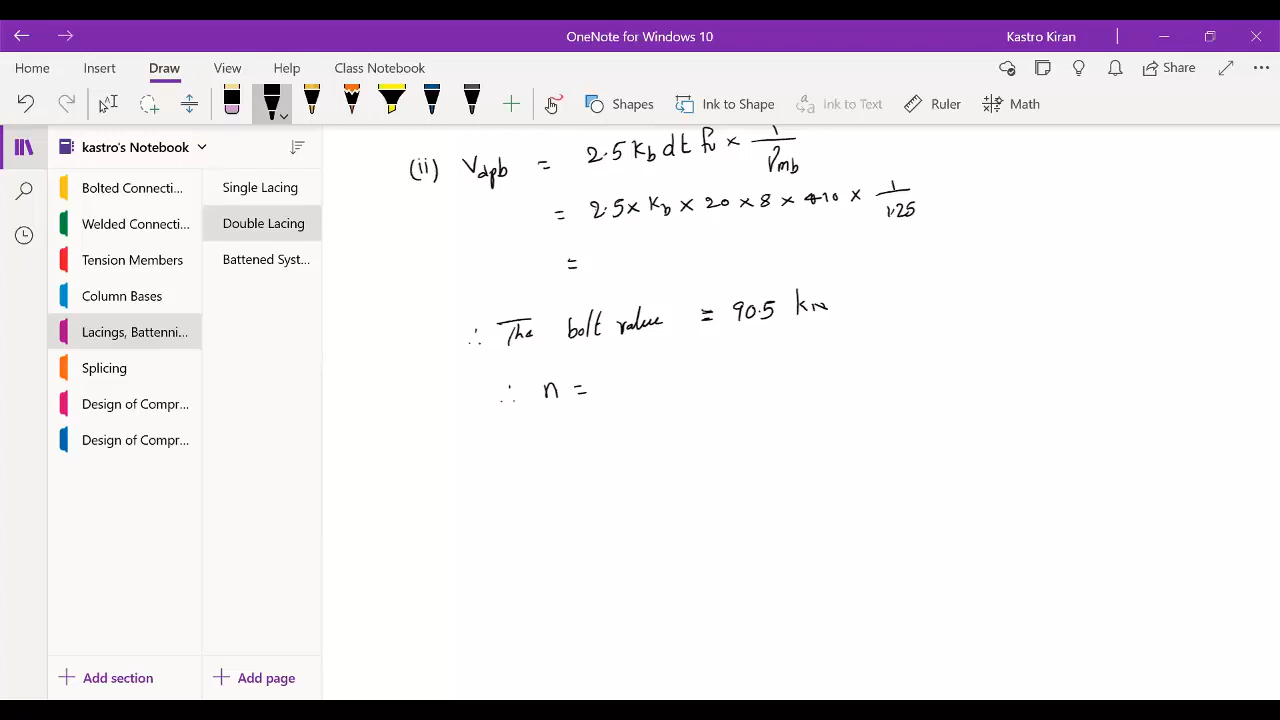 OneNote for Windows 10
Kastro Kiran
Home Insert Draw View Help Class Notebook
Share
Shapes Ink to Shape Ink to Text Ruler Math
kastro's Notebook
Bolted Connecti...
Welded Connecti...
Tension Members
Column Bases
Lacings, Battenni...
Splicing
Design of Compr...
Design of Compr...
Add section
Single Lacing
Double Lacing
Battened Syst...
Add page
(ii) Vdpb = 2.5 kb dt fu × 1/γmb
= 2.5 × kb × 20 × 8 × 410 × 1/1.25
=
∴ The bolt value = 90.5 kN
∴ n =